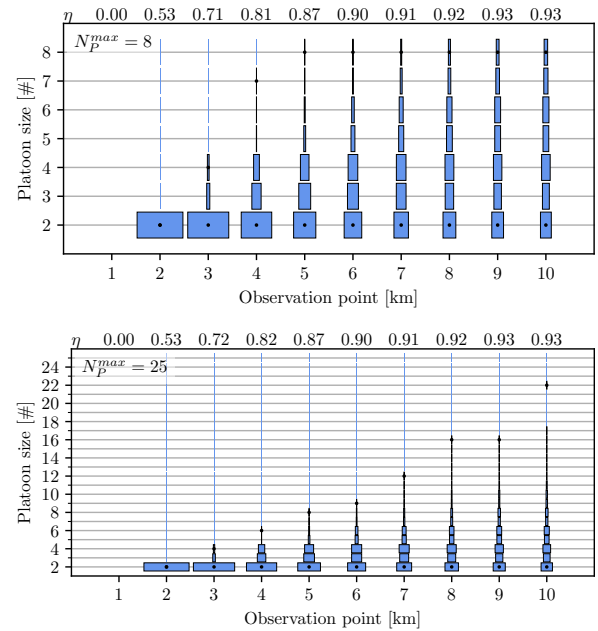 η 0.00 0.53 0.71 0.81 0.87 0.90 0.91 0.92 0.93 0.93
N_P^{max} = 8
Platoon size [#]
8
7
6
5
4
3
2
1 2 3 4 5 6 7 8 9 10
Observation point [km]
η 0.00 0.53 0.72 0.82 0.87 0.90 0.91 0.92 0.93 0.93
N_P^{max} = 25
Platoon size [#]
24
22
20
18
16
14
12
10
8
6
4
2
1 2 3 4 5 6 7 8 9 10
Observation point [km]